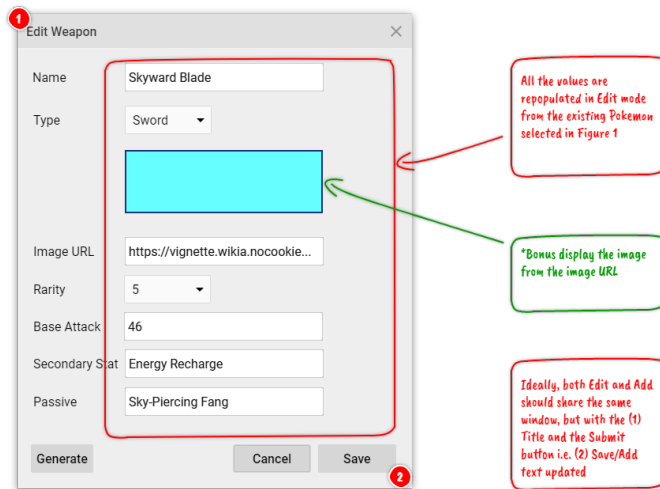 1
Edit Weapon
Name
Skyward Blade
Type
Sword
Image URL
https://vignette.wikia.nocookie...
Rarity
5
Base Attack
46
Secondary Stat
Energy Recharge
Passive
Sky-Piercing Fang
Generate
Cancel
Save
2
All the values are
repopulated in Edit mode
from the existing Pokemon
selected in Figure 1
*Bonus display the image
from the image URL
Ideally, both Edit and Add
should share the same
window, but with the (1)
Title and the Submit
button i.e. (2) Save/Add
text updated